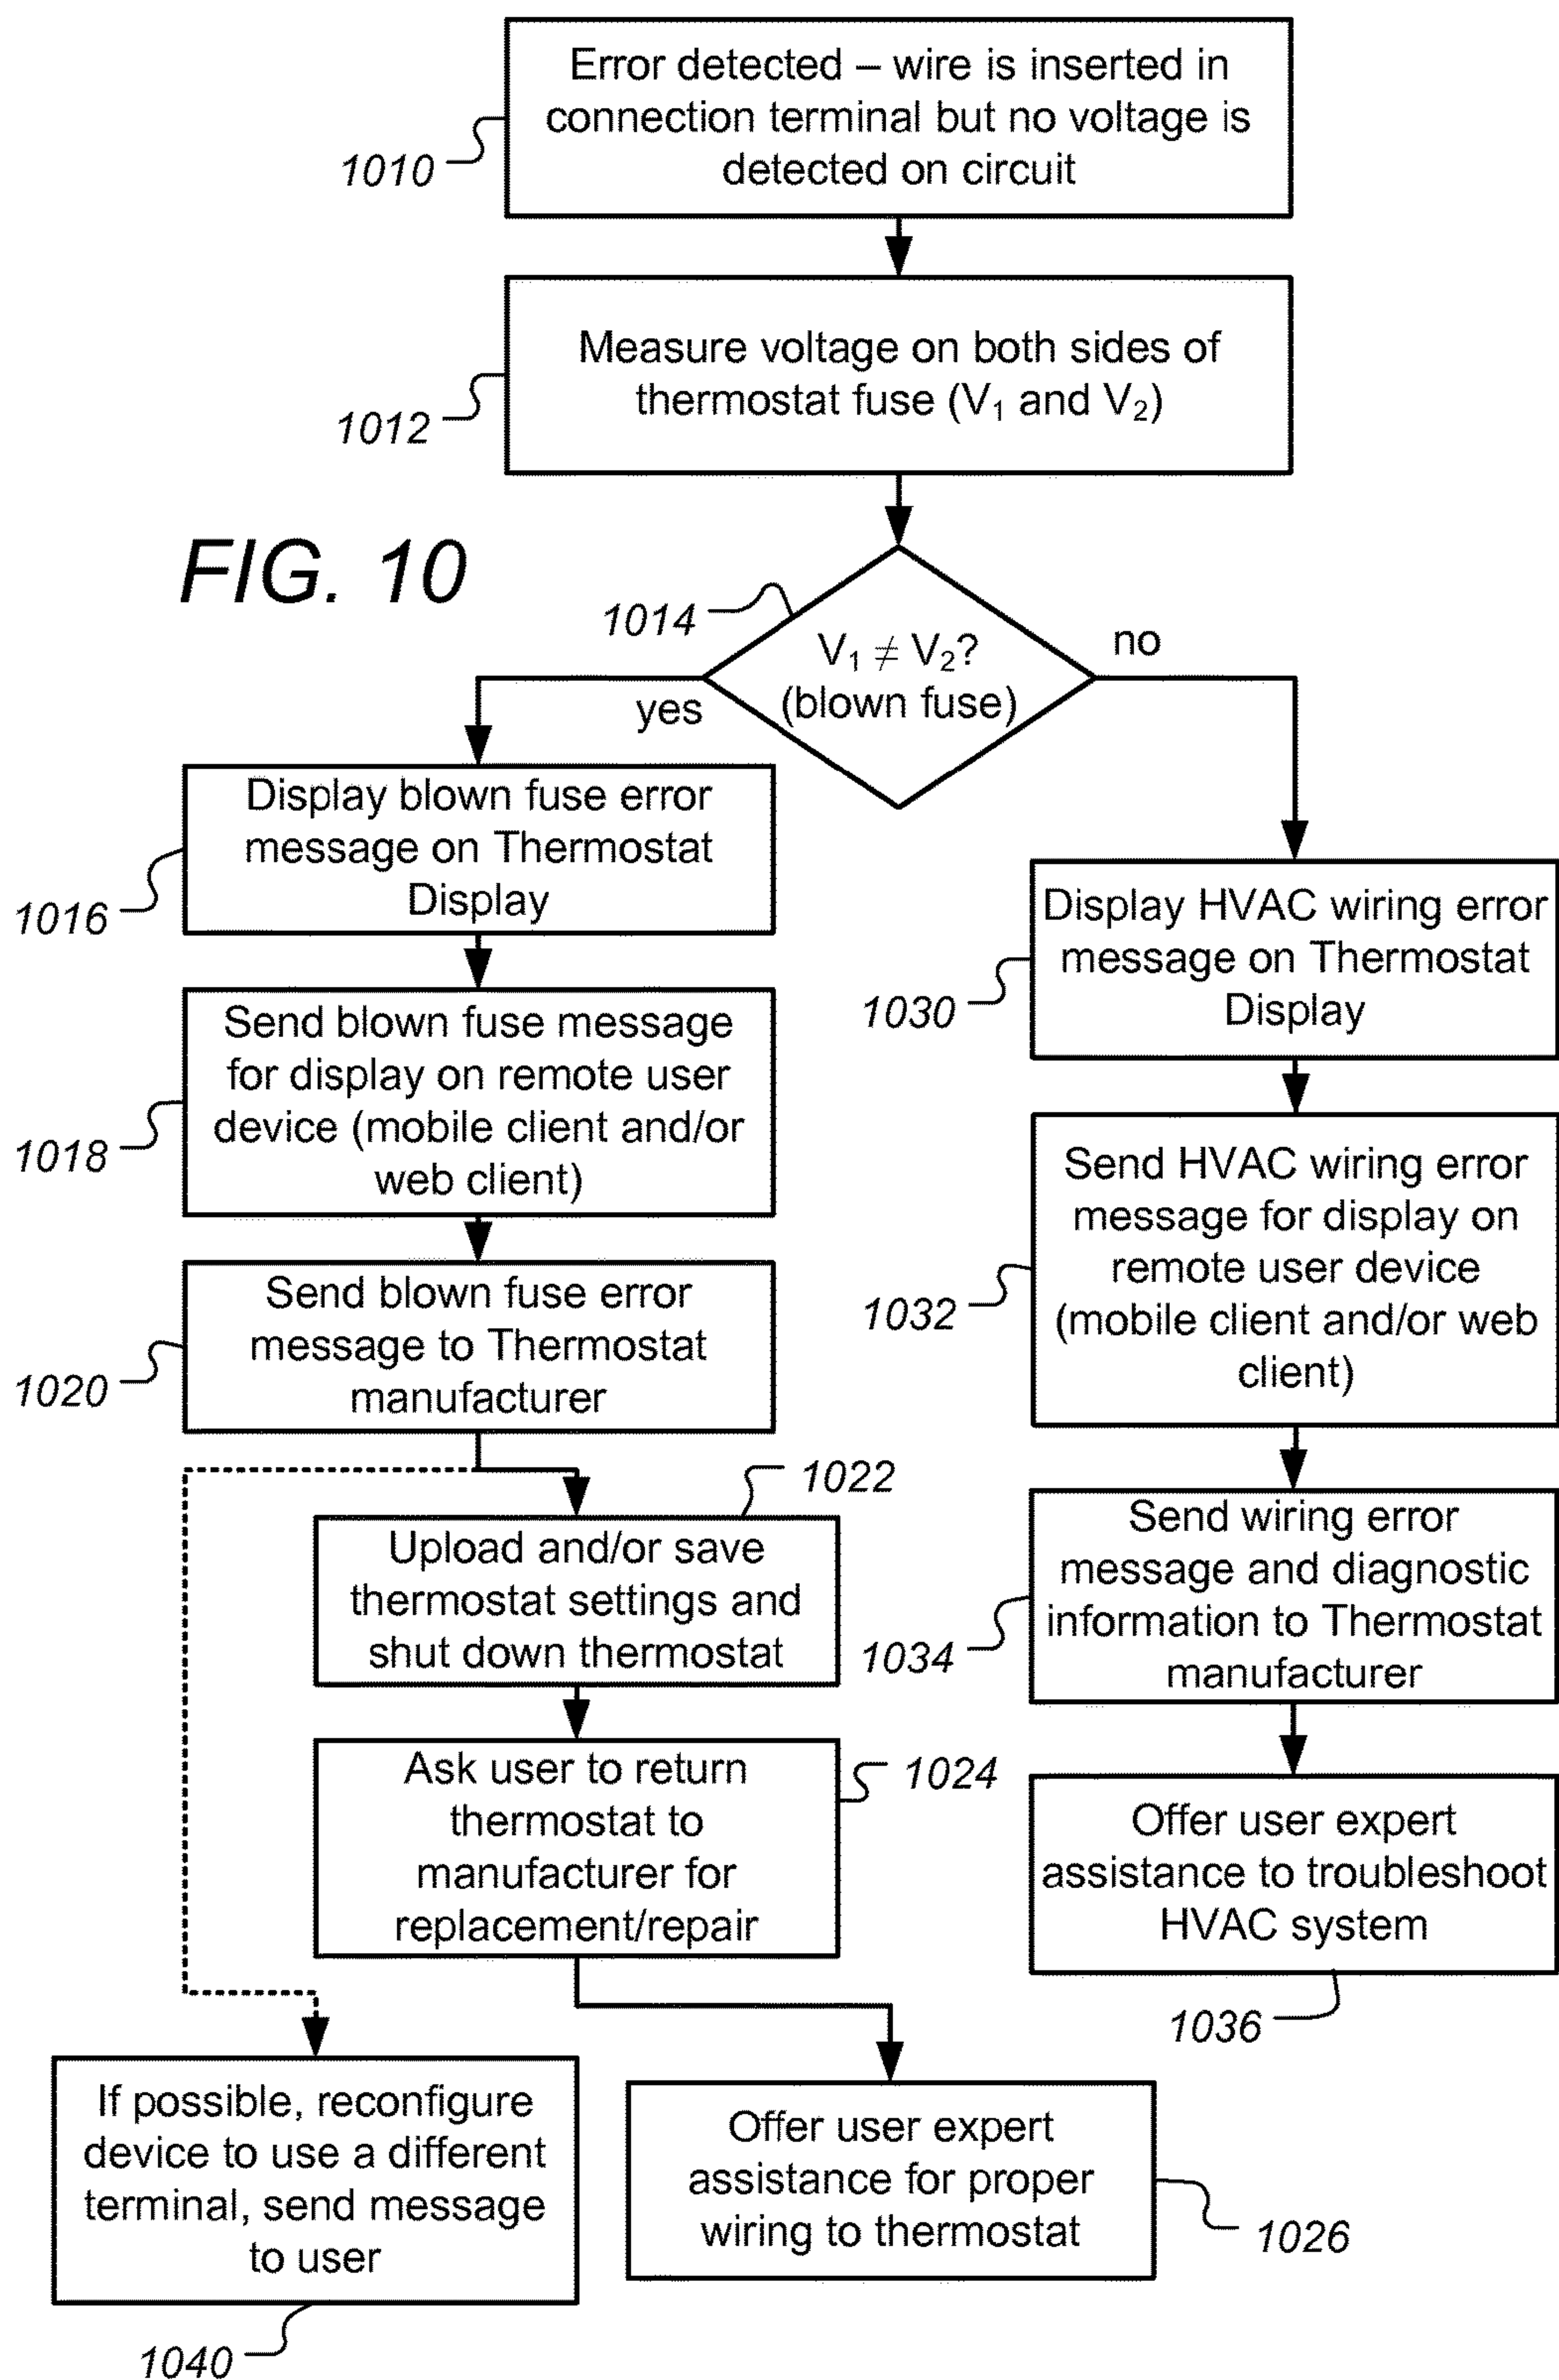 Error detected – wire is inserted in
connection terminal but no voltage is
detected on circuit
1010
Measure voltage on both sides of
thermostat fuse (V₁ and V₂)
1012
FIG. 10
1014
V₁ ≠ V₂?
(blown fuse)
yes
no
Display blown fuse error
message on Thermostat
Display
1016
Send blown fuse message
for display on remote user
device (mobile client and/or
web client)
1018
Send blown fuse error
message to Thermostat
manufacturer
1020
1022
Upload and/or save
thermostat settings and
shut down thermostat
Ask user to return
thermostat to
manufacturer for
replacement/repair
1024
If possible, reconfigure
device to use a different
terminal, send message
to user
1040
Offer user expert
assistance for proper
wiring to thermostat
1026
Display HVAC wiring error
message on Thermostat
Display
1030
Send HVAC wiring error
message for display on
remote user device
(mobile client and/or web
client)
1032
Send wiring error
message and diagnostic
information to Thermostat
manufacturer
1034
Offer user expert
assistance to troubleshoot
HVAC system
1036